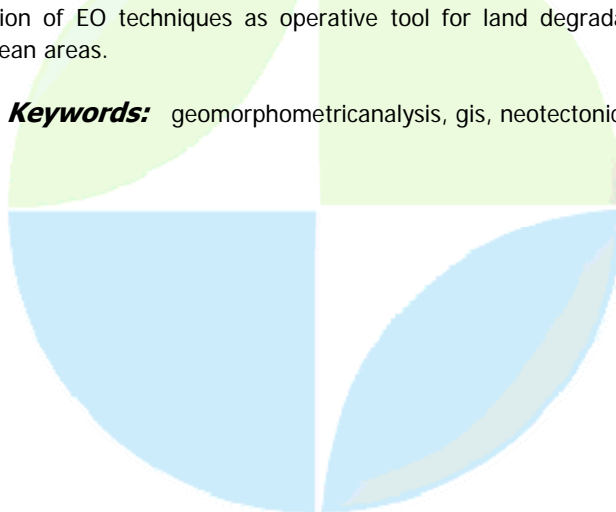 ion of EO techniques as operative tool for land degrada
ean areas.
Keywords: geomorphometricanalysis, gis, neotectonic